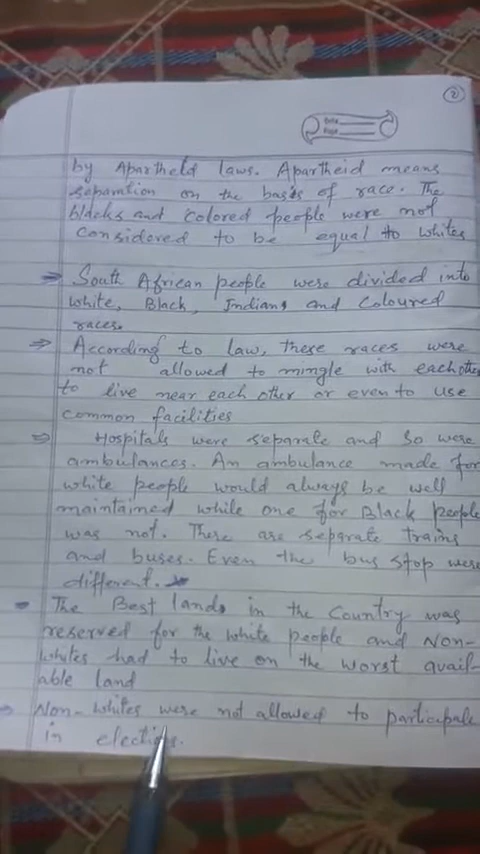 2
Date
Page
by Apartheid laws. Apartheid means
separation on the basis of race. The
blacks and colored people were not
considered to be equal to whites
⇒ South African people were divided into
white, Black, Indians and Coloured
races.
⇒ According to law, these races were
not allowed to mingle with each other
to live near each other or even to use
common facilities
⇒ Hospitals were separate and so were
ambulances. An ambulance made for
white people would always be well
maintained while one for Black people
was not. There are separate trains
and buses. Even the bus stop were
different.
The Best lands in the Country was
reserved for the white people and Non-
whites had to live on the worst avail-
able land
⇒ Non-whites were not allowed to participate
in elections.